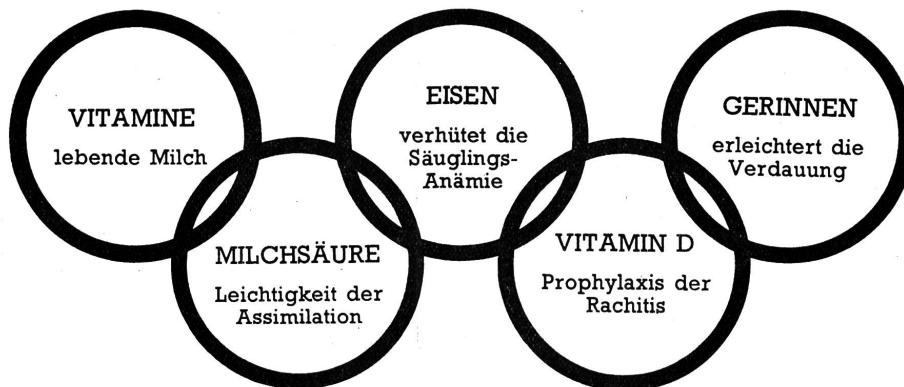 VITAMINE
lebende Milch
EISEN
verhütet die
Säuglings-
Anämie
GERINNEN
erleichtert die
Verdauung
MILCHSÄURE
Leichtigkeit der
Assimilation
VITAMIN D
Prophylaxis der
Rachitis